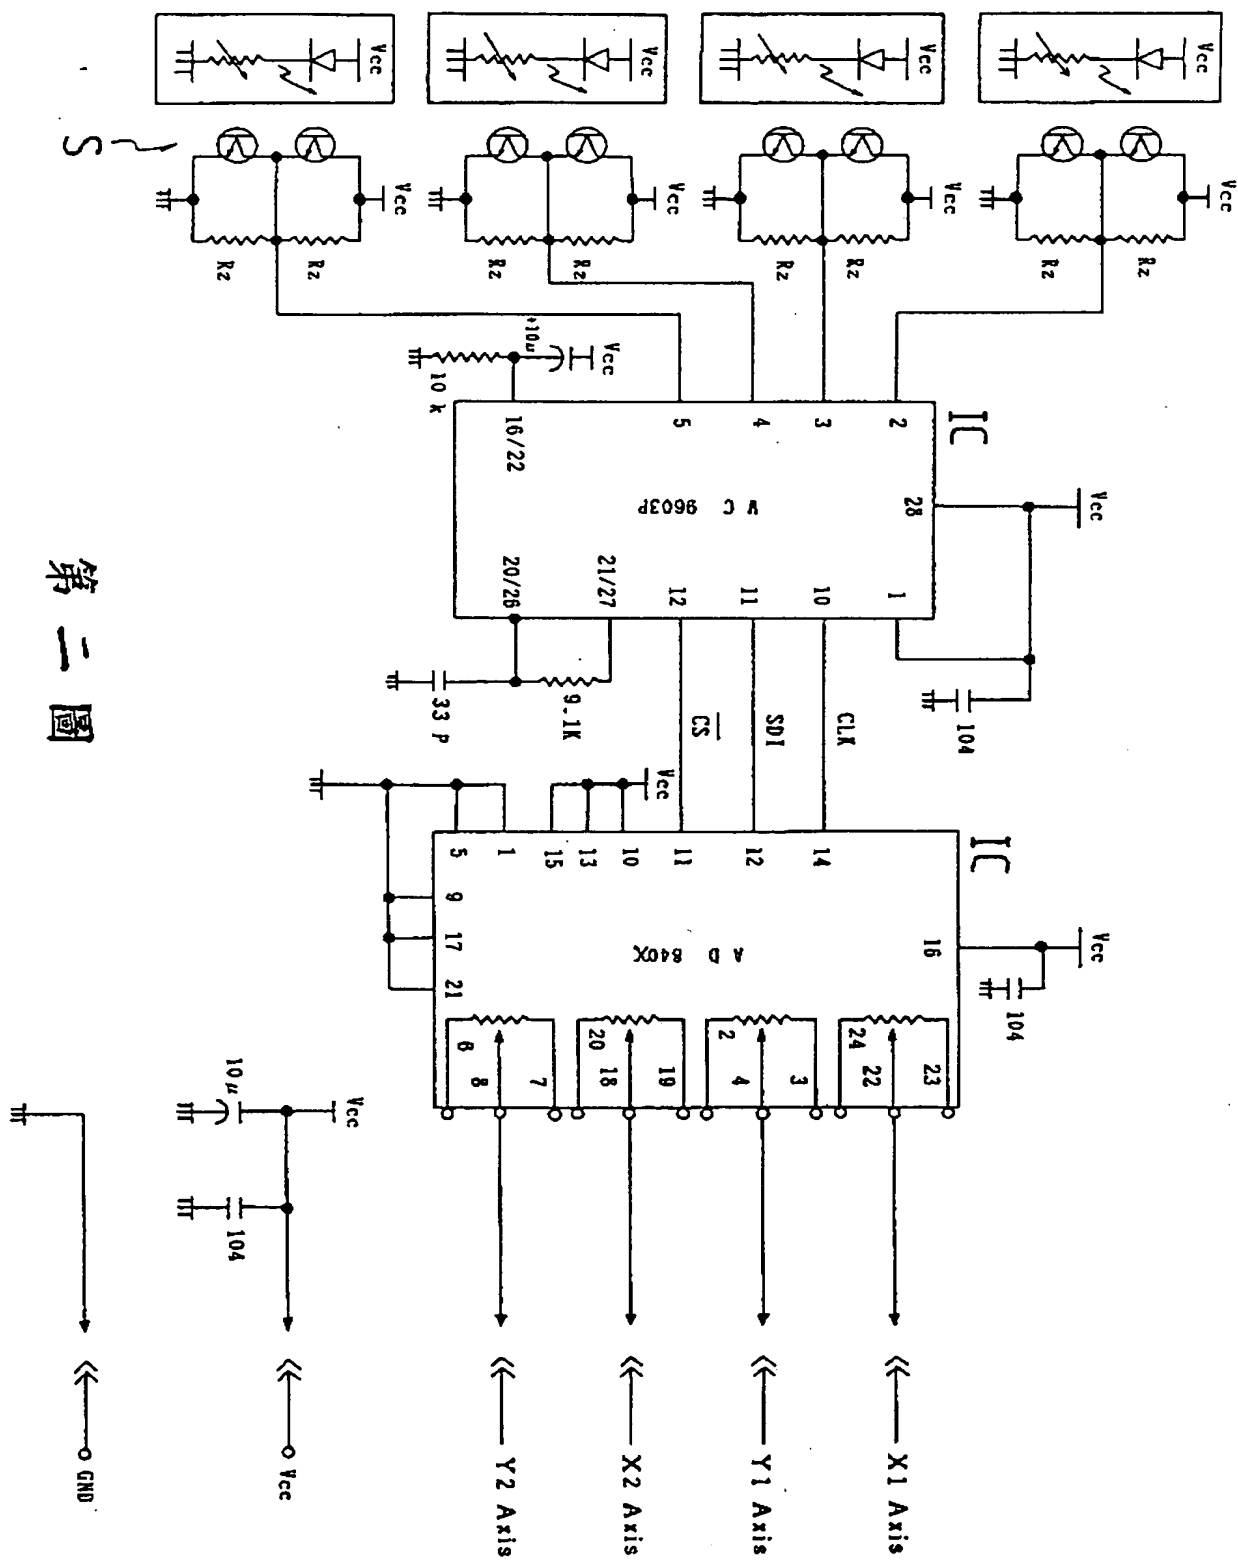 Vcc
Vcc
Vcc
Vcc
Vcc
Vcc
Vcc
Vcc
S
Rz
Rz
Rz
Rz
Rz
Rz
Rz
Rz
Vcc
+10μ
10 k
IC
Vcc
28
2
3
4
5
16/22
W C 9603P
1
10
11
12
21/27
20/26
104
9.1K
33 P
CLK
SDI
CS
Vcc
IC
Vcc
104
16
14
12
11
10
13
15
1
5
9
17
21
A D 840X
23
22
24
3
4
2
19
18
20
7
8
6
X1 Axis
Y1 Axis
X2 Axis
Y2 Axis
Vcc
10μ
104
Vcc
GND
第二圖